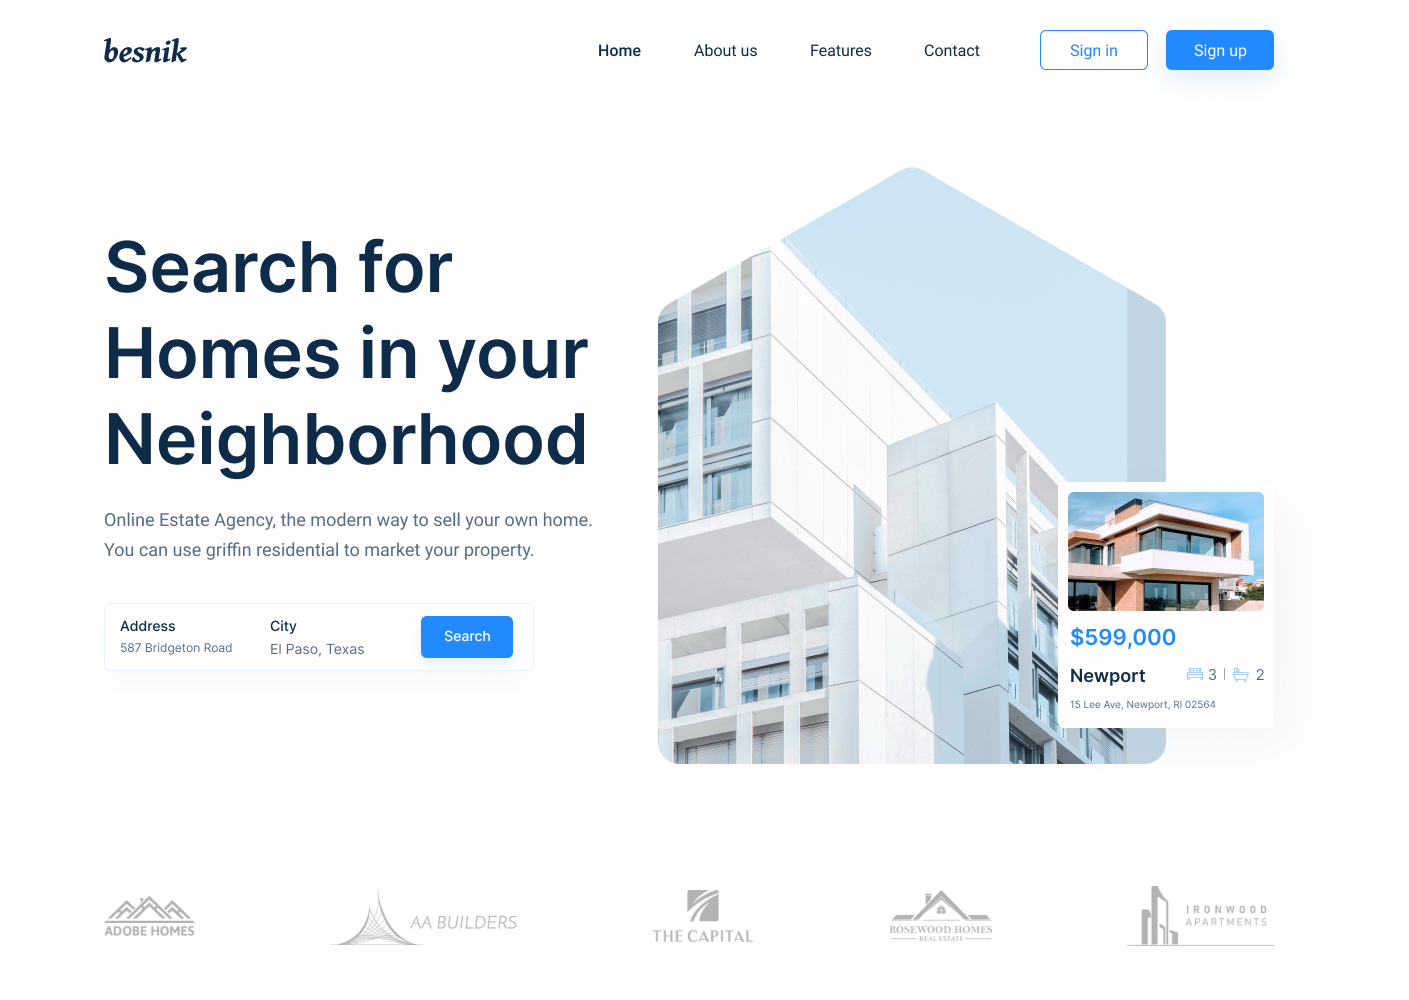 besnik
Home
About us
Features
Contact
Sign in
Sign up
Search for
Homes in your
Neighborhood
Online Estate Agency, the modern way to sell your own home.
You can use griffin residential to market your property.
Address
587 Bridgeton Road
City
El Paso, Texas
Search
$599,000
Newport
3
2
15 Lee Ave, Newport, RI 02564
ADOBE HOMES
AA BUILDERS
THE CAPITAL
ROSEWOOD HOMES
REAL ESTATE
IRONWOOD
APARTMENTS